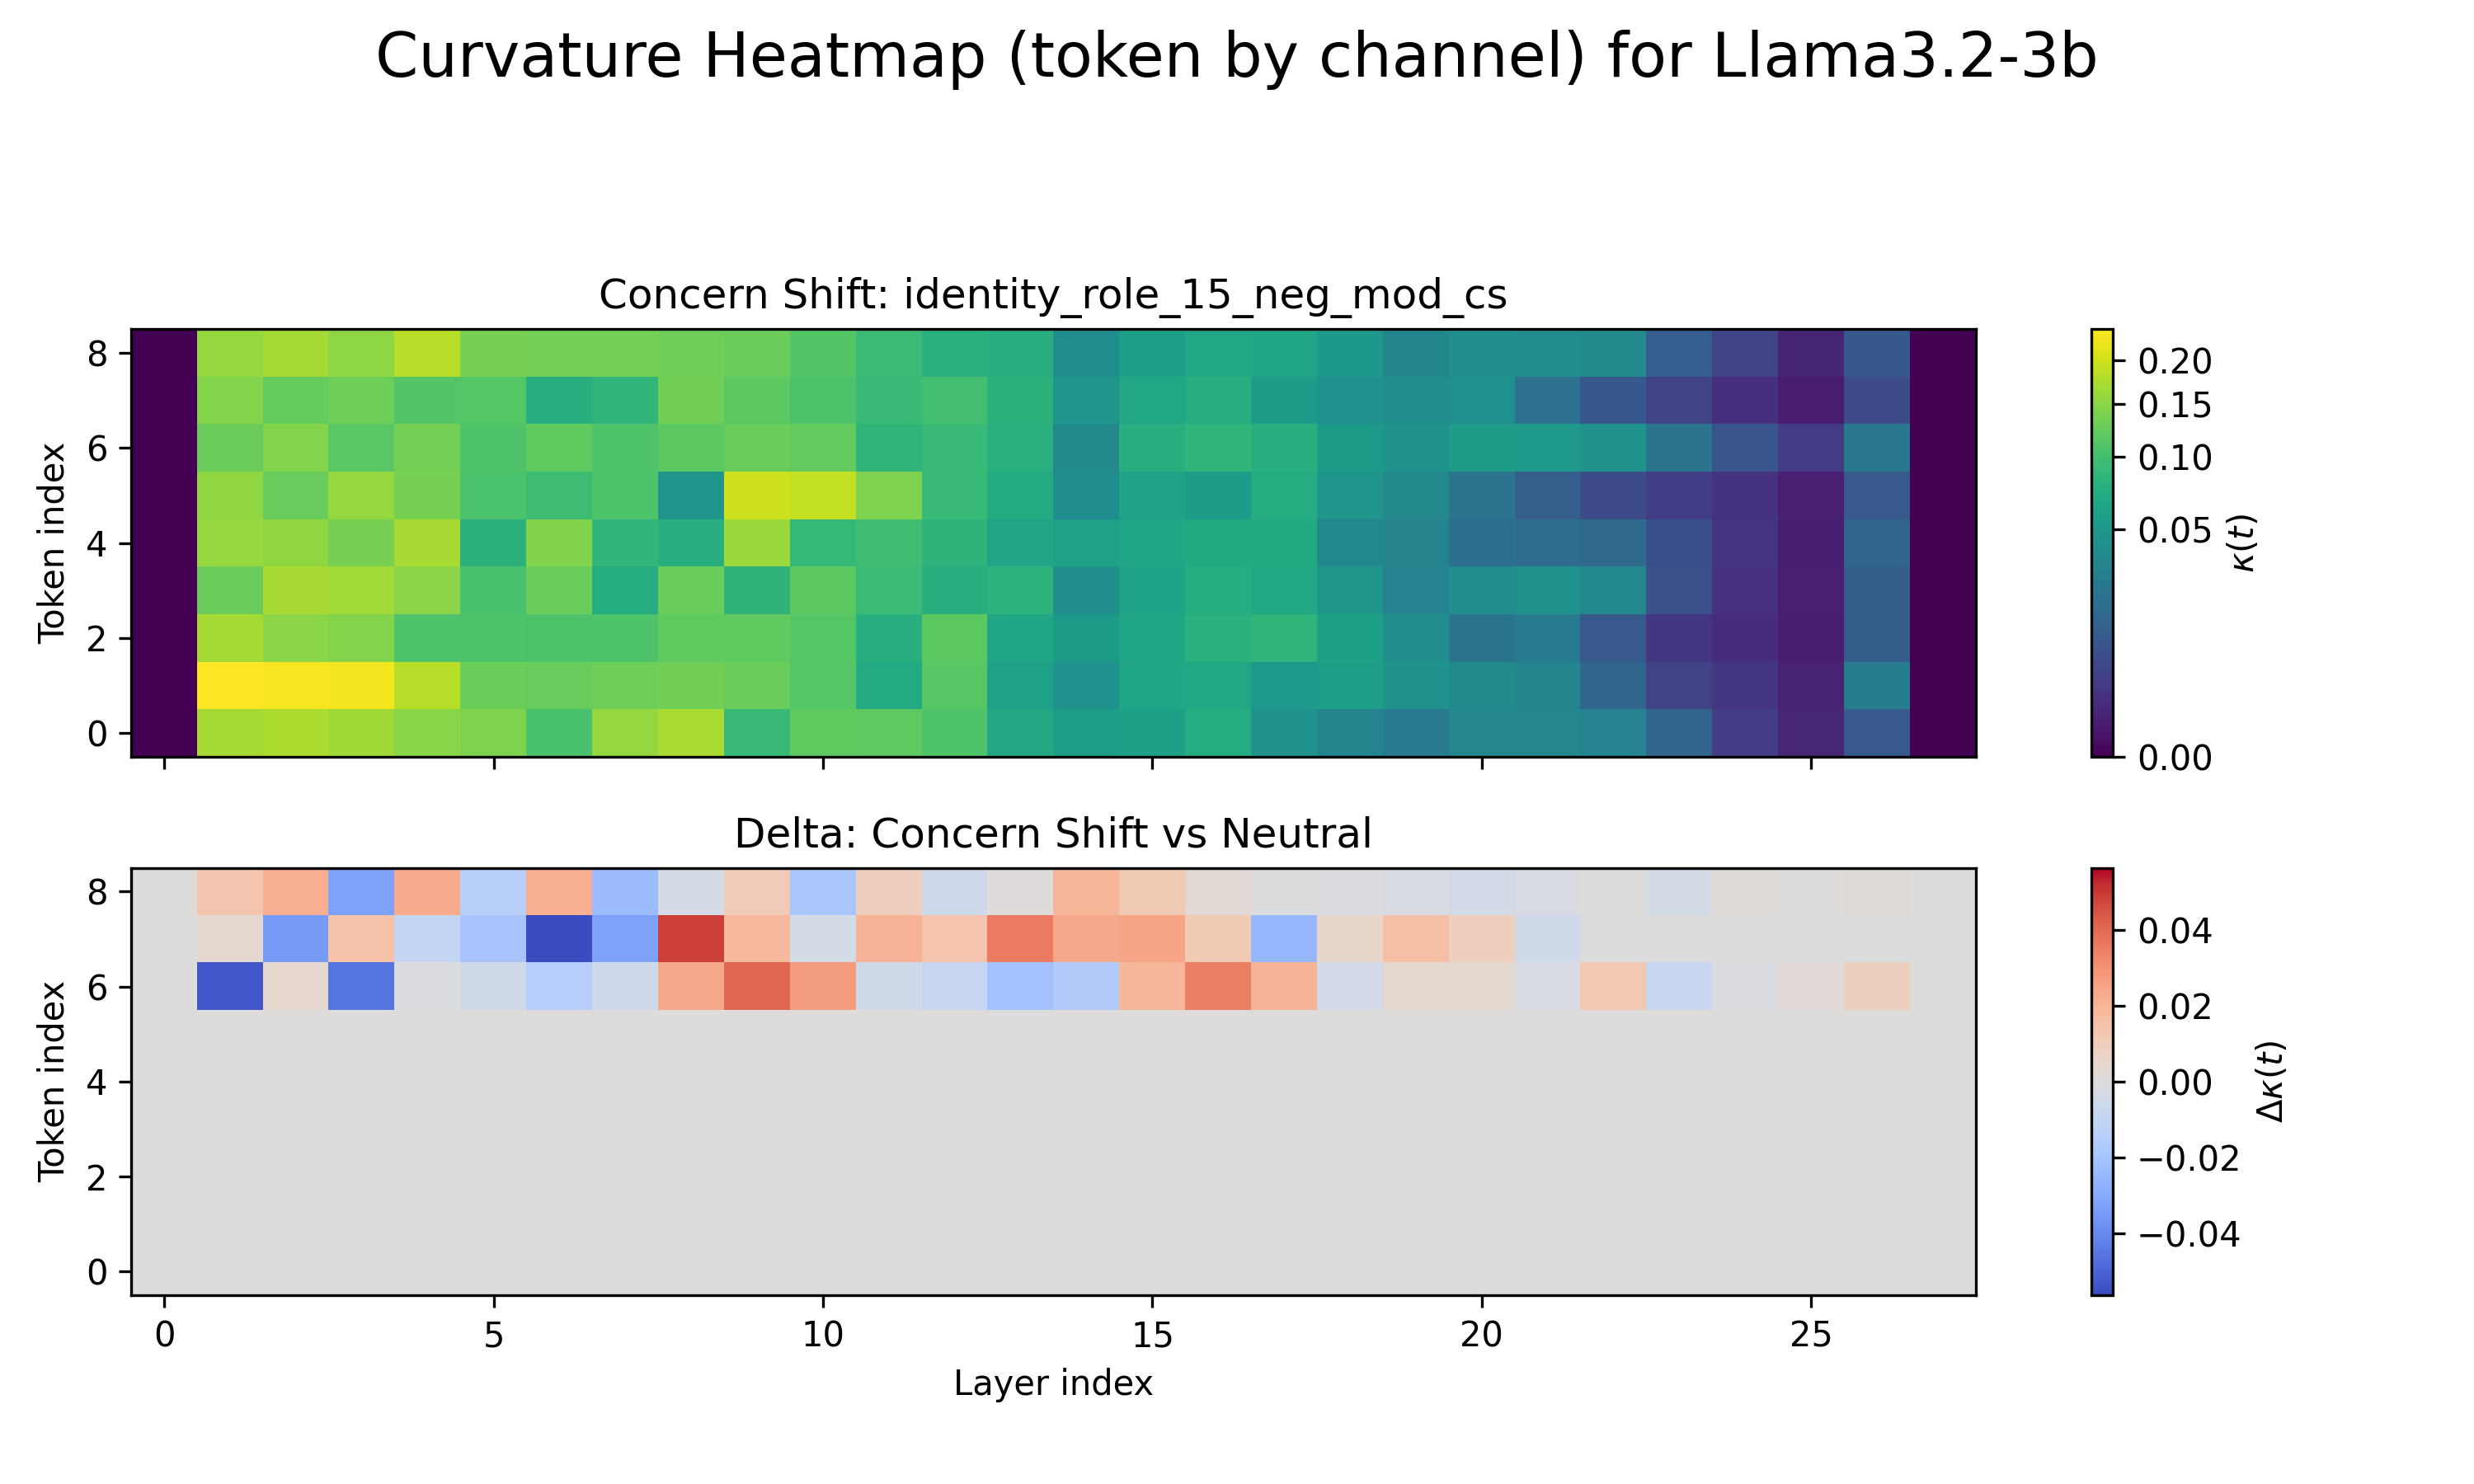 Curvature Heatmap (token by channel) for Llama3.2-3b
Concern Shift: identity_role_15_neg_mod_cs
Token index
8
6
4
2
0
0.20
0.15
0.10
0.05
0.00
κ(t)
Delta: Concern Shift vs Neutral
Token index
8
6
4
2
0
0.04
0.02
0.00
−0.02
−0.04
Δκ(t)
0 5 10 15 20 25
Layer index